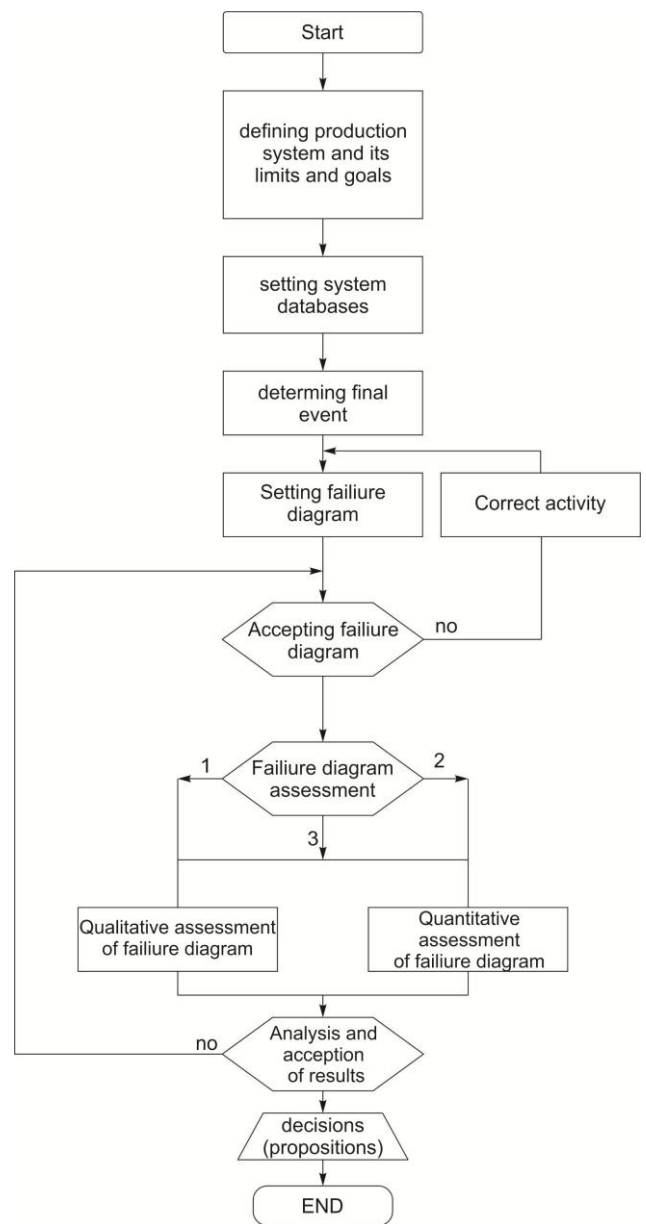 Start
defining production
system and its
limits and goals
setting system
databases
determing final
event
Setting failiure
diagram
Correct activity
Accepting failiure
diagram
no
1
Failiure diagram
assessment
2
3
Qualitative assessment
of failiure diagram
Quantitative
assessment
of failiure diagram
no
Analysis and
acception
of results
decisions
(propositions)
END